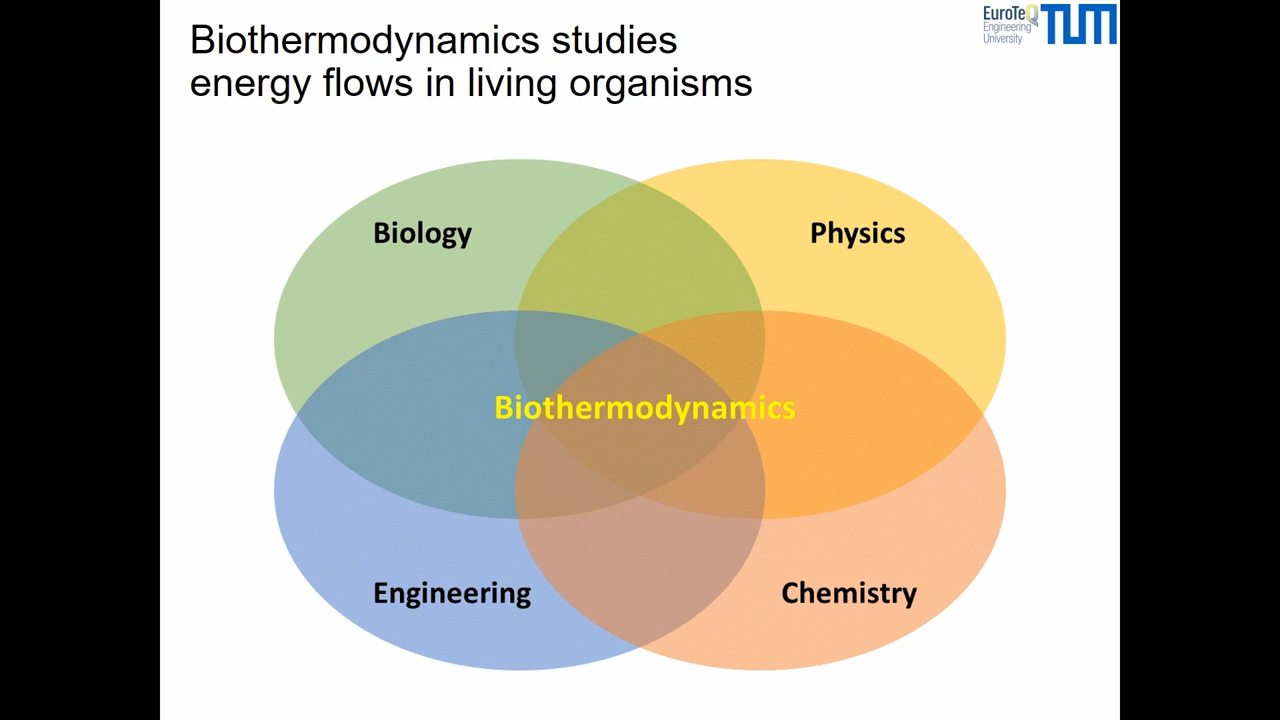 Biothermodynamics studies
energy flows in living organisms
EuroTeQ
Engineering
University
TUM
Biology
Physics
Biothermodynamics
Engineering
Chemistry